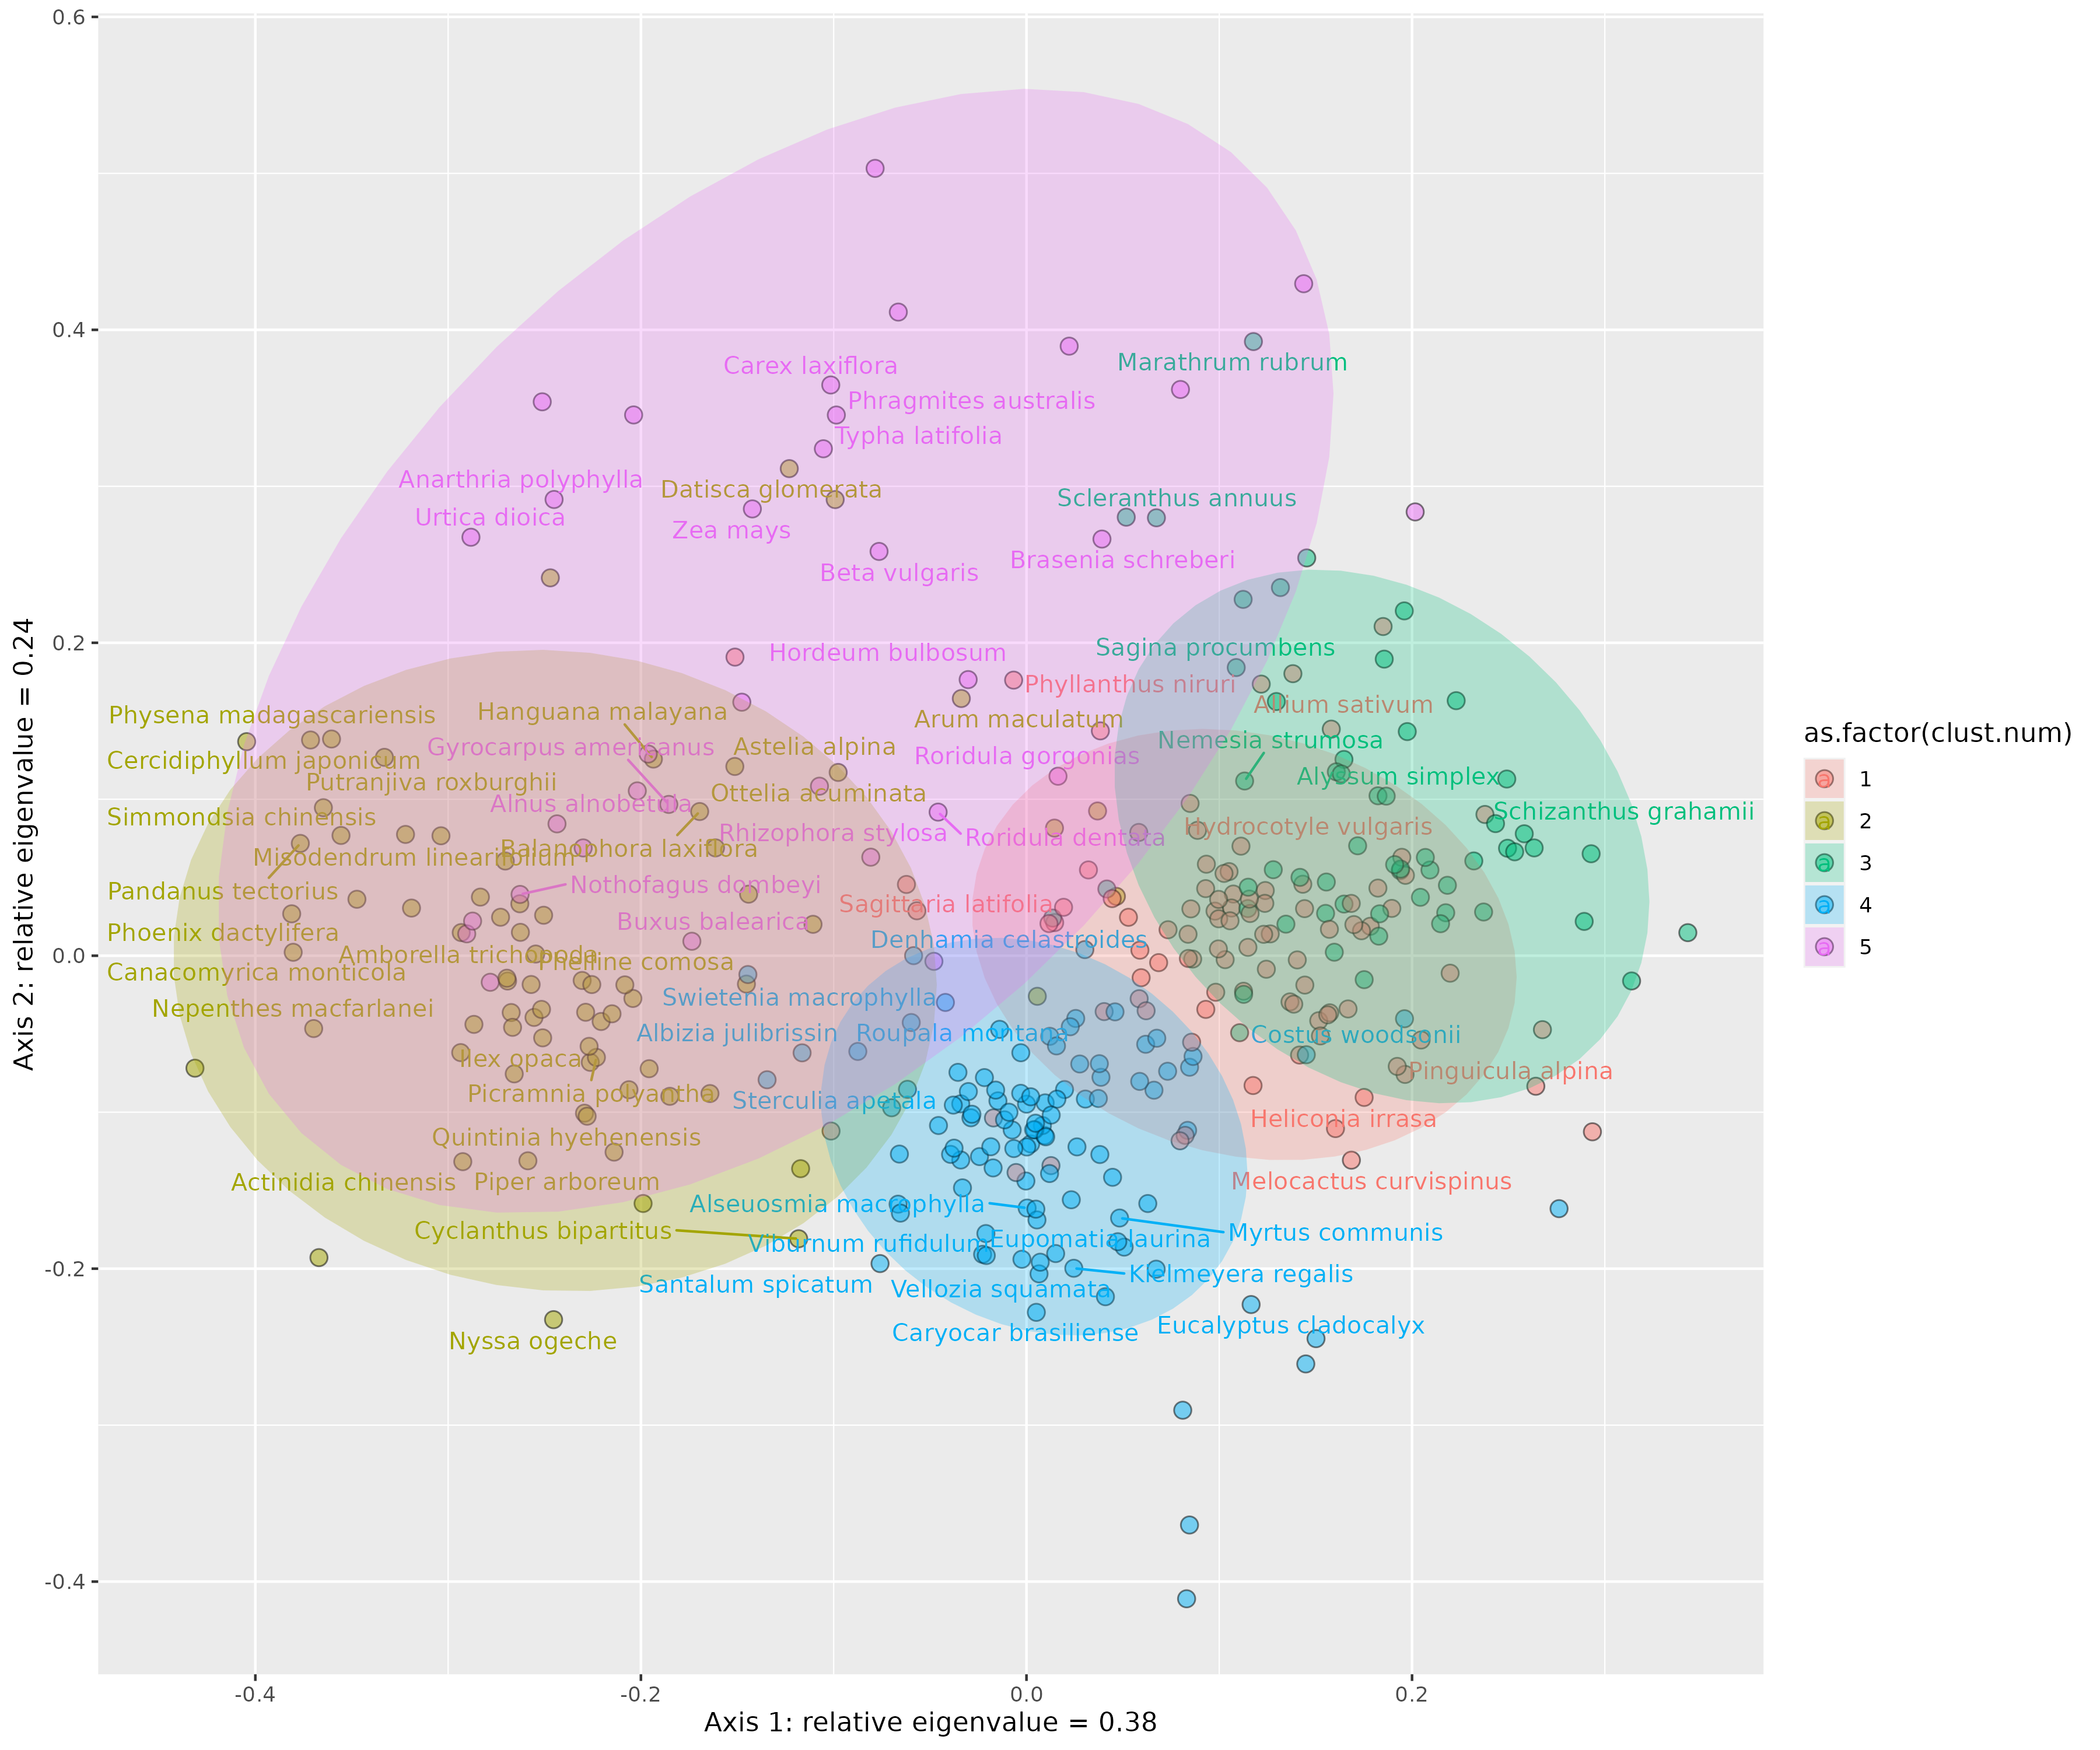 0.6
0.4
0.2
0.0
-0.2
-0.4
-0.4
-0.2
0.0
0.2
Axis 2: relative eigenvalue = 0.24
Axis 1: relative eigenvalue = 0.38
Carex laxiflora
Marathrum rubrum
Phragmites australis
Typha latifolia
Anarthria polyphylla
Datisca glomerata
Scleranthus annuus
Urtica dioica
Zea mays
Brasenia schreberi
Beta vulgaris
Hordeum bulbosum
Sagina procumbens
Phyllanthus niruri
Allium sativum
Physena madagascariensis
Hanguana malayana
Arum maculatum
Nemesia strumosa
Gyrocarpus americanus
Astelia alpina
Roridula gorgonias
Cercidiphyllum japonicum
Putranjiva roxburghii
Alyssum simplex
Ottelia acuminata
Alnus alnobetula
Schizanthus grahamii
Simmondsia chinensis
Hydrocotyle vulgaris
Rhizophora stylosa
Roridula dentata
Balanophora laxiflora
Misodendrum linearifolium
Nothofagus dombeyi
Pandanus tectorius
Sagittaria latifolia
Buxus balearica
Phoenix dactylifera
Denhamia celastroides
Amborella trichopoda
Phelline comosa
Canacomyrica monticola
Swietenia macrophylla
Nepenthes macfarlanei
Albizia julibrissin
Roupala montana
Costus woodsonii
Ilex opaca
Pinguicula alpina
Picramnia polyantha
Sterculia apetala
Heliconia irrasa
Quintinia hyehenensis
Actinidia chinensis
Piper arboreum
Melocactus curvispinus
Alseuosmia macrophylla
Cyclanthus bipartitus
Myrtus communis
Viburnum rufidulum
Eupomatia laurina
Kielmeyera regalis
Santalum spicatum
Vellozia squamata
Eucalyptus cladocalyx
Caryocar brasiliense
Nyssa ogeche
as.factor(clust.num)
1
2
3
4
5